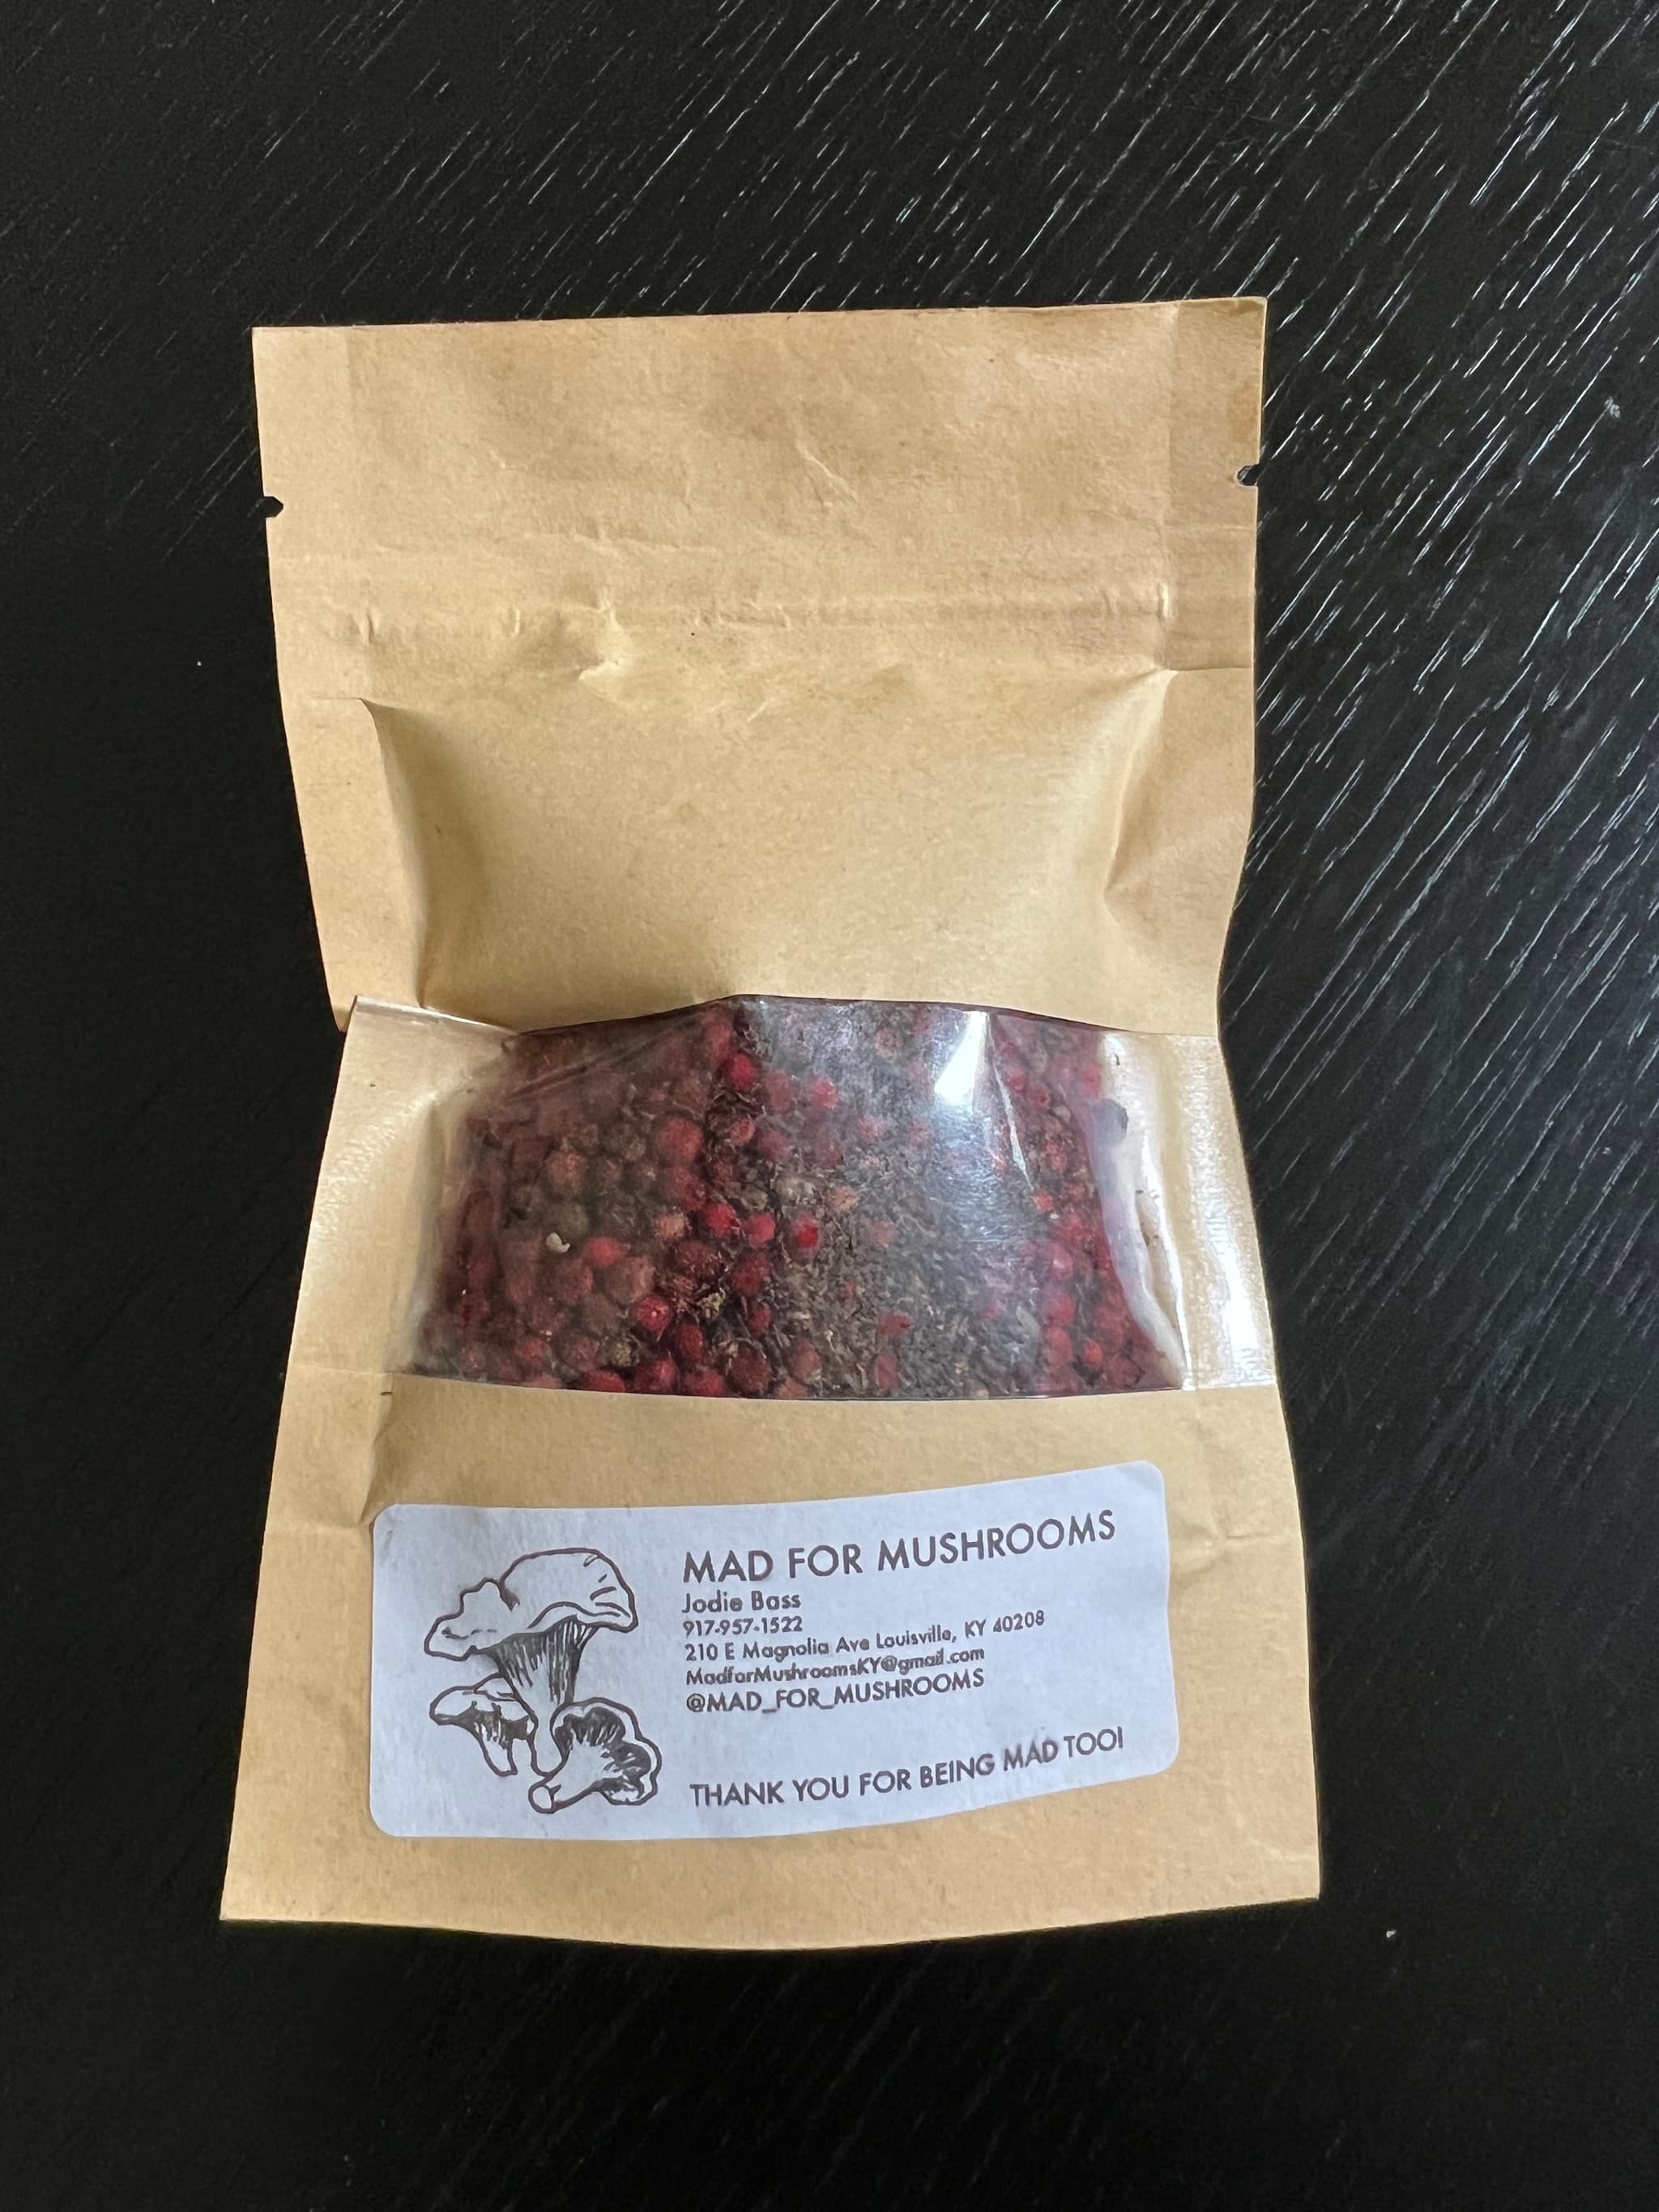 MAD FOR MUSHROOMS
Jodie Bass
917-957-1522
210 E Magnolia Ave Louisville, KY 40208
MadforMushroomsKY@gmail.com
@MAD_FOR_MUSHROOMS
THANK YOU FOR BEING MAD TOO!